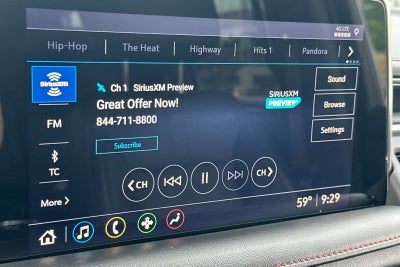 4G LTE
Hip-Hop The Heat Highway Hits 1 Pandora
SiriusXM
Ch 1 SiriusXM Preview
Great Offer Now!
844-711-8800
Subscribe
SIRIUSXM
PREVIEW
Sound
Browse
Settings
FM
TC
More
CH CH
59° 9:29